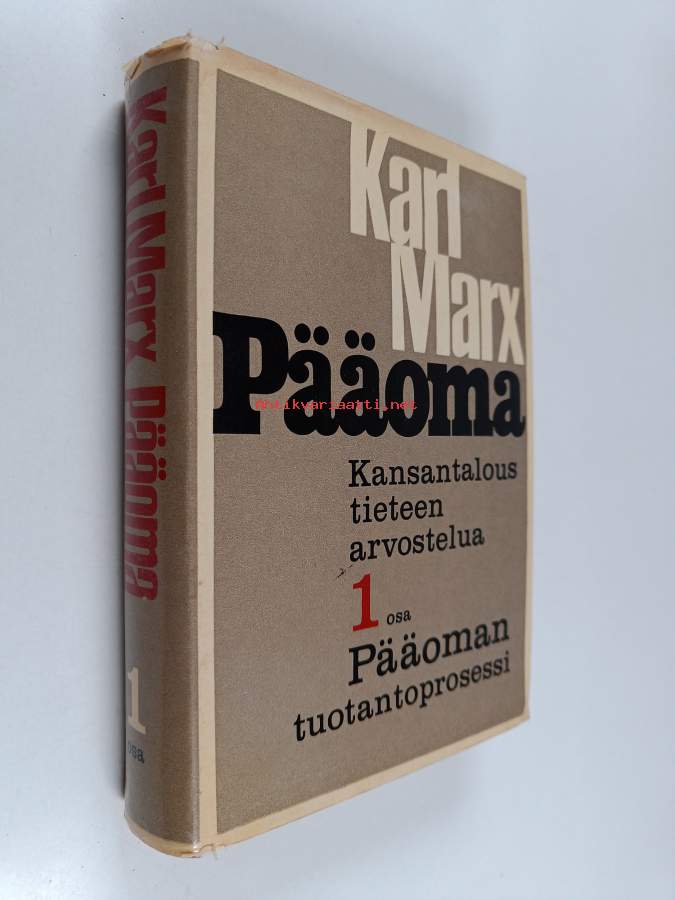 Karl Marx Pääoma
1
osa
Karl
Marx
Pääoma
Antikvariaatti.net
Kansantalous
tieteen
arvostelua
1 osa
Pääoman
tuotantoprosessi